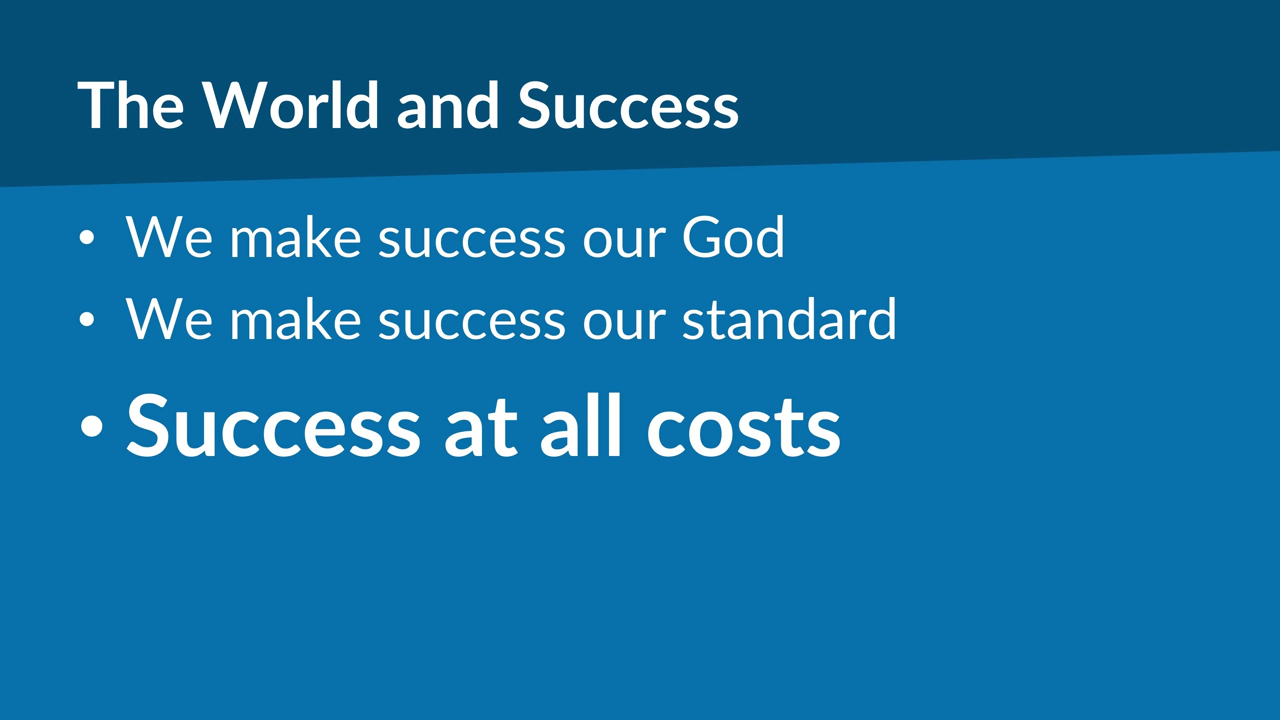 The World and Success
• We make success our God
• We make success our standard
• Success at all costs